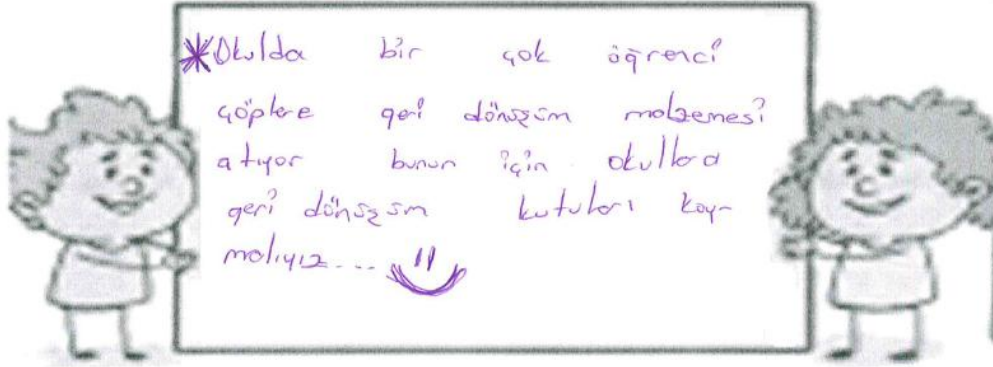 *Okulda bir çok öğrenci
çöplere geri dönüşüm malzemesi
atıyor bunun için okullara
geri dönüşüm kutuları koy-
malıyız....